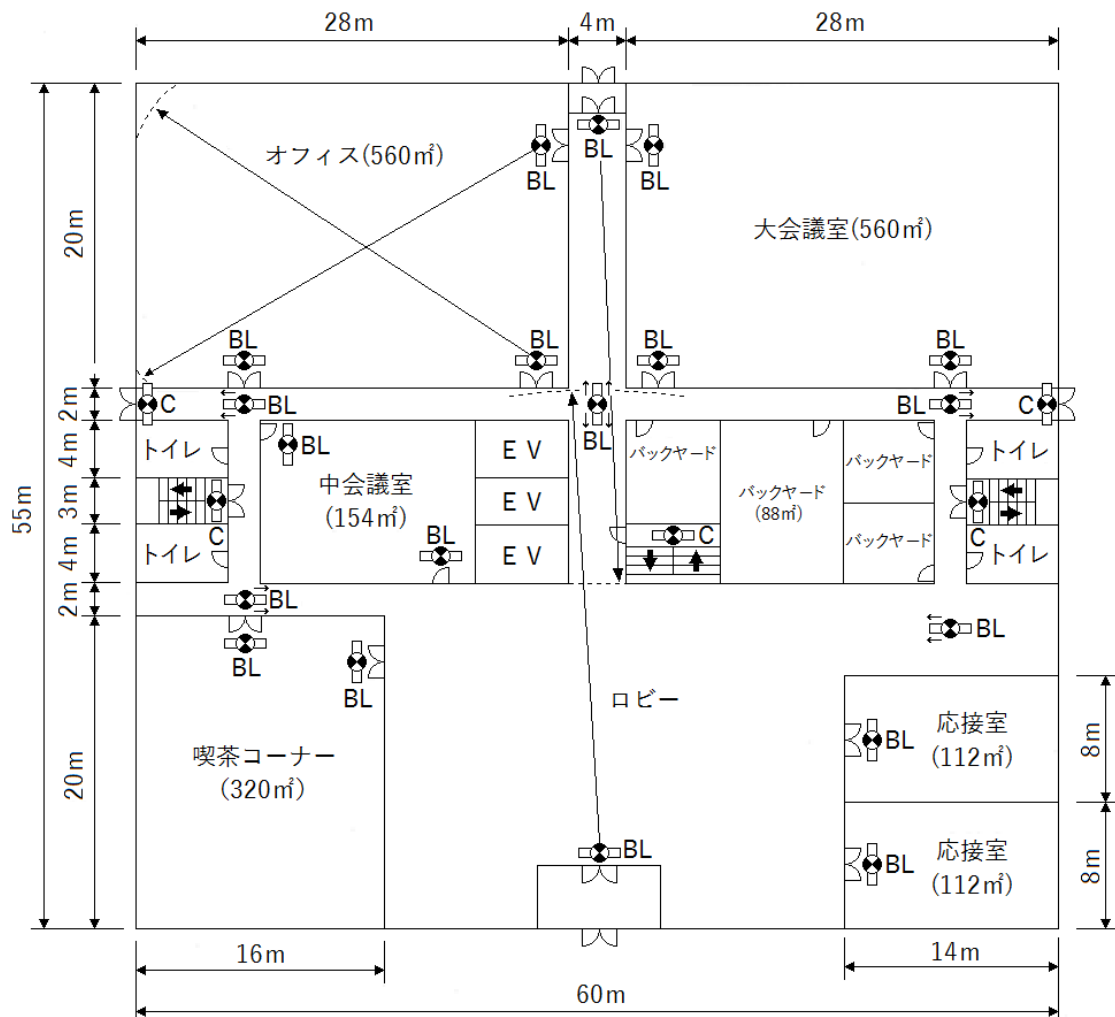 28m
4m
28m
BL
オフィス(560㎡)
BL
BL
大会議室(560㎡)
20m
BL
BL
BL
BL
2m
C
BL
BL
BL
C
トイレ
BL
EV
バックヤード
バックヤード
トイレ
4m
中会議室
(154㎡)
EV
バックヤード
(88㎡)
3m
55m
C
BL
EV
C
バックヤード
C
トイレ
トイレ
4m
2m
BL
BL
BL
BL
ロビー
喫茶コーナー
(320㎡)
応接室
(112㎡)
BL
8m
20m
BL
BL
応接室
(112㎡)
8m
16m
14m
60m